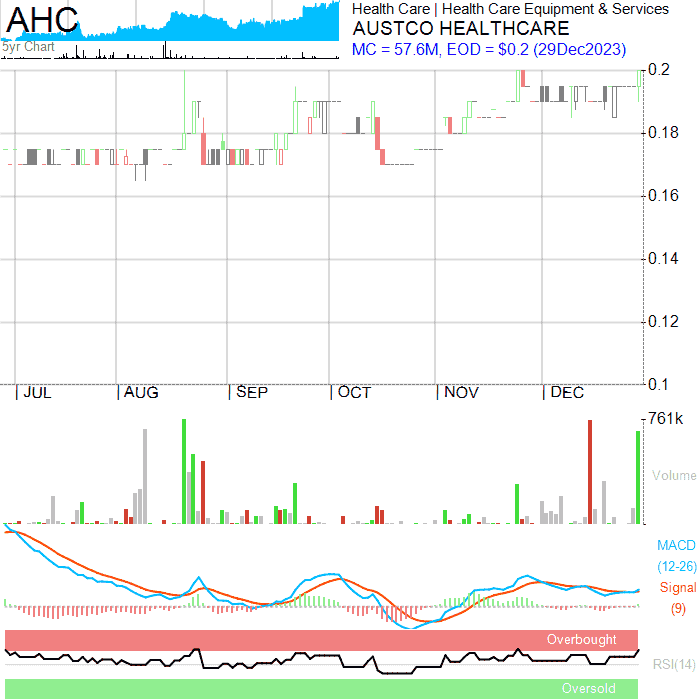 AHC
5yr Chart
Health Care | Health Care Equipment & Services
AUSTCO HEALTHCARE
MC = 57.6M, EOD = $0.2 (29Dec2023)
0.2
0.18
0.16
0.14
0.12
0.1
JUL
AUG
SEP
OCT
NOV
DEC
761k
Volume
MACD
(12-26)
Signal
(9)
Overbought
RSI(14)
Oversold